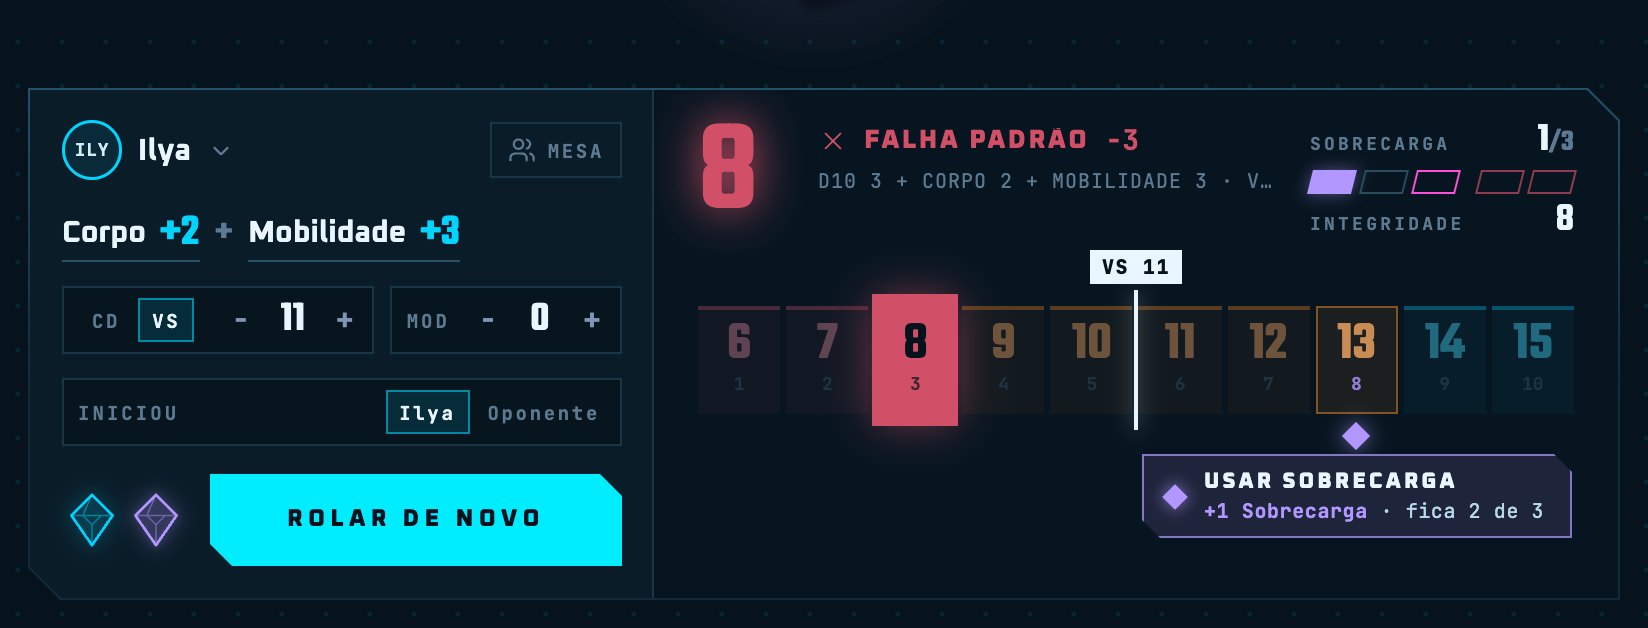 ILY Ilya
MESA
Corpo +2 + Mobilidade +3
CD VS - 11 +
MOD - 0 +
INICIOU Ilya Oponente
ROLAR DE NOVO
8
× FALHA PADRÃO -3
D10 3 + CORPO 2 + MOBILIDADE 3 · V…
SOBRECARGA 1/3
INTEGRIDADE 8
VS 11
6 7 8 9 10 11 12 13 14 15
1 2 3 4 5 6 7 8 9 10
USAR SOBRECARGA
+1 Sobrecarga · fica 2 de 3